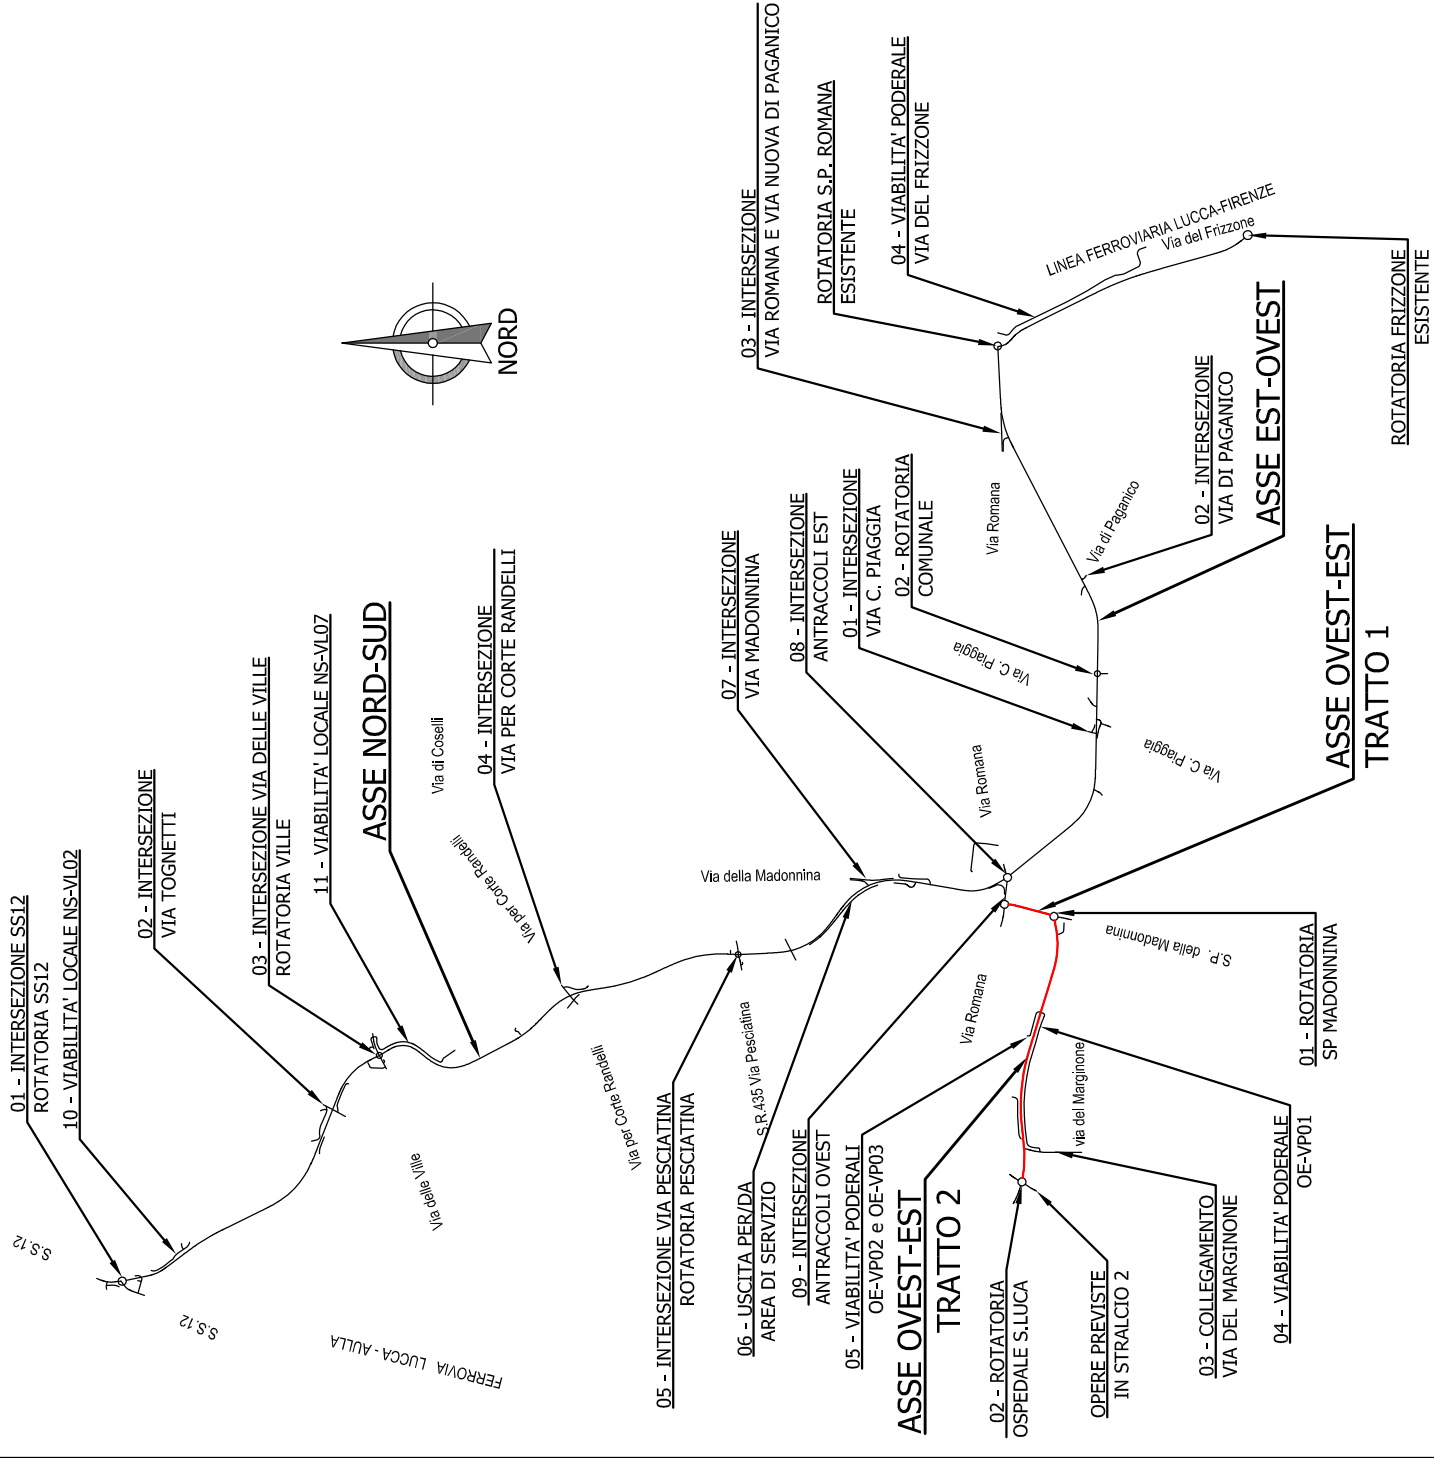 01 - INTERSEZIONE SS12
ROTATORIA SS12
10 - VIABILITA' LOCALE NS-VL02
02 - INTERSEZIONE
VIA TOGNETTI
03 - INTERSEZIONE VIA DELLE VILLE
ROTATORIA VILLE
11 - VIABILITA' LOCALE NS-VL07
ASSE NORD-SUD
Via di Coselli
04 - INTERSEZIONE
VIA PER CORTE RANDELLI
Via per Corte Randelli
NORD
S.S.12
S.S.12
FERROVIA LUCCA - AULLA
Via delle Ville
Via per Corte Randelli
05 - INTERSEZIONE VIA PESCIATINA
ROTATORIA PESCIATINA
S.R.435 Via Pesciatina
06 - USCITA PER/DA
AREA DI SERVIZIO
07 - INTERSEZIONE
VIA MADONNINA
Via della Madonnina
08 - INTERSEZIONE
ANTRACCOLI EST
09 - INTERSEZIONE
ANTRACCOLI OVEST
05 - VIABILITA' PODERALI
OE-VP02 e OE-VP03
ASSE OVEST-EST
TRATTO 2
02 - ROTATORIA
OSPEDALE S.LUCA
OPERE PREVISTE
IN STRALCIO 2
03 - COLLEGAMENTO
VIA DEL MARGINONE
04 - VIABILITA' PODERALE
OE-VP01
via del Marginone
Via Romana
01 - ROTATORIA
SP MADONNINA
S.P. della Madonnina
ASSE OVEST-EST
TRATTO 1
Via Romana
01 - INTERSEZIONE
VIA C. PIAGGIA
02 - ROTATORIA
COMUNALE
Via C. Piaggia
Via C. Piaggia
Via Romana
Via di Paganico
02 - INTERSEZIONE
VIA DI PAGANICO
ASSE EST-OVEST
03 - INTERSEZIONE
VIA ROMANA E VIA NUOVA DI PAGANICO
ROTATORIA S.P. ROMANA
ESISTENTE
04 - VIABILITA' PODERALE
VIA DEL FRIZZONE
LINEA FERROVIARIA LUCCA-FIRENZE
Via del Frizzone
ROTATORIA FRIZZONE
ESISTENTE